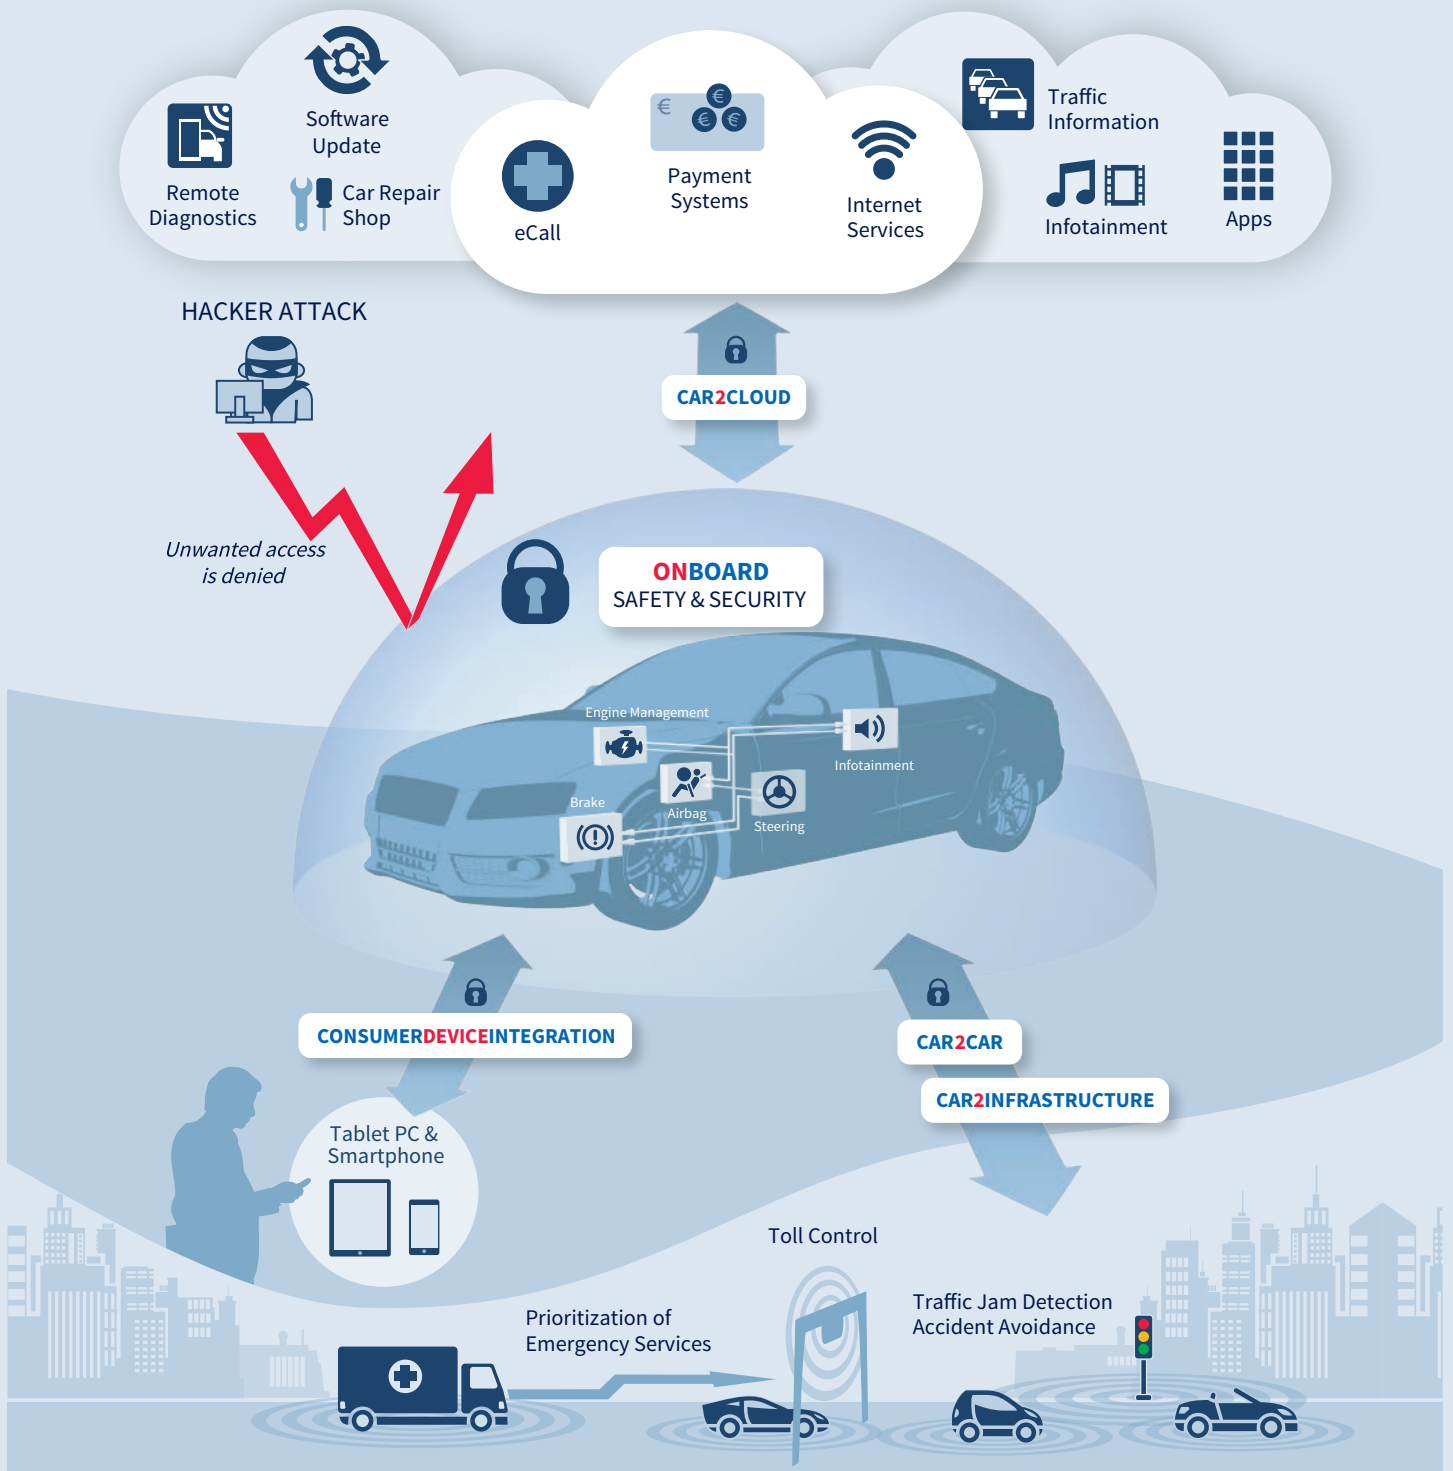 Software
Update
Remote
Diagnostics
Car Repair
Shop
eCall
€
€
€
€
Payment
Systems
Internet
Services
Traffic
Information
Infotainment
Apps
HACKER ATTACK
CAR2CLOUD
Unwanted access
is denied
ONBOARD
SAFETY & SECURITY
Engine Management
Infotainment
Brake
Airbag
Steering
CONSUMERDEVICEINTEGRATION
CAR2CAR
CAR2INFRASTRUCTURE
Tablet PC &
Smartphone
Toll Control
Prioritization of
Emergency Services
Traffic Jam Detection
Accident Avoidance